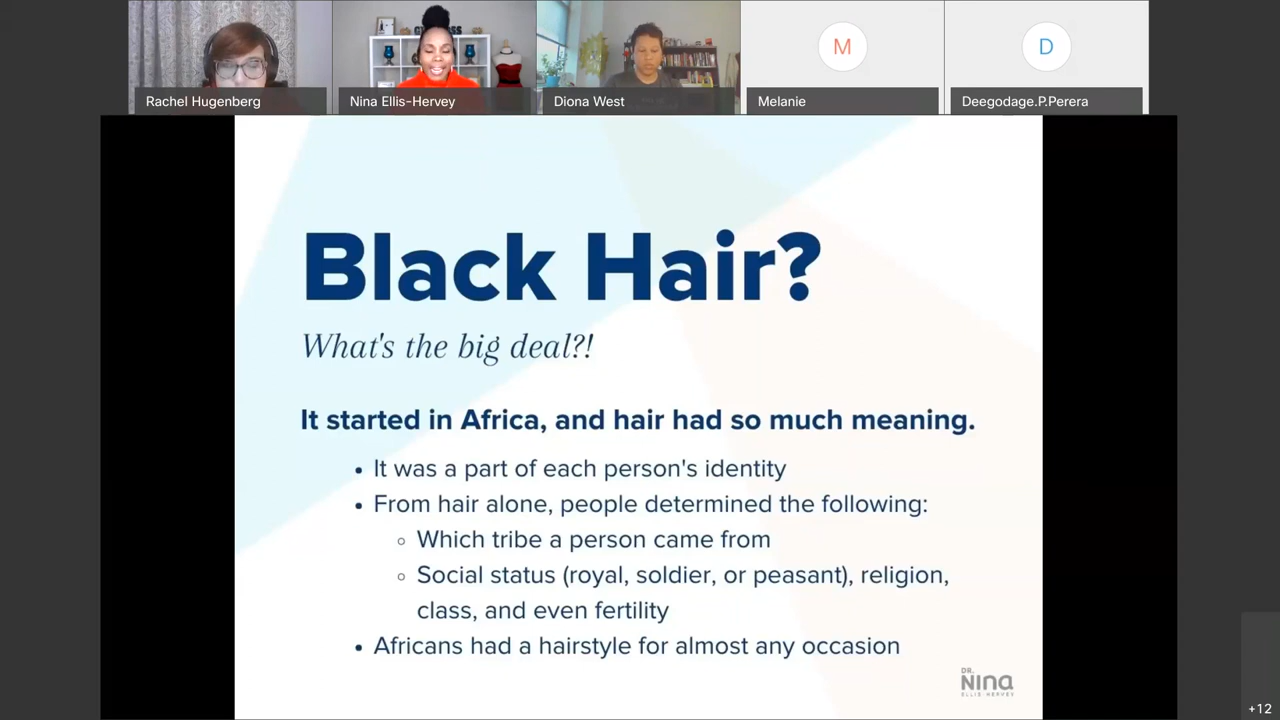 Rachel Hugenberg
Nina Ellis-Hervey
Diona West
M
Melanie
D
Deegodage.P.Perera
Black Hair?
What's the big deal?!
It started in Africa, and hair had so much meaning.
• It was a part of each person's identity
• From hair alone, people determined the following:
◦ Which tribe a person came from
◦ Social status (royal, soldier, or peasant), religion,
class, and even fertility
• Africans had a hairstyle for almost any occasion
DR.
NINA
ELLIS-HERVEY
+12